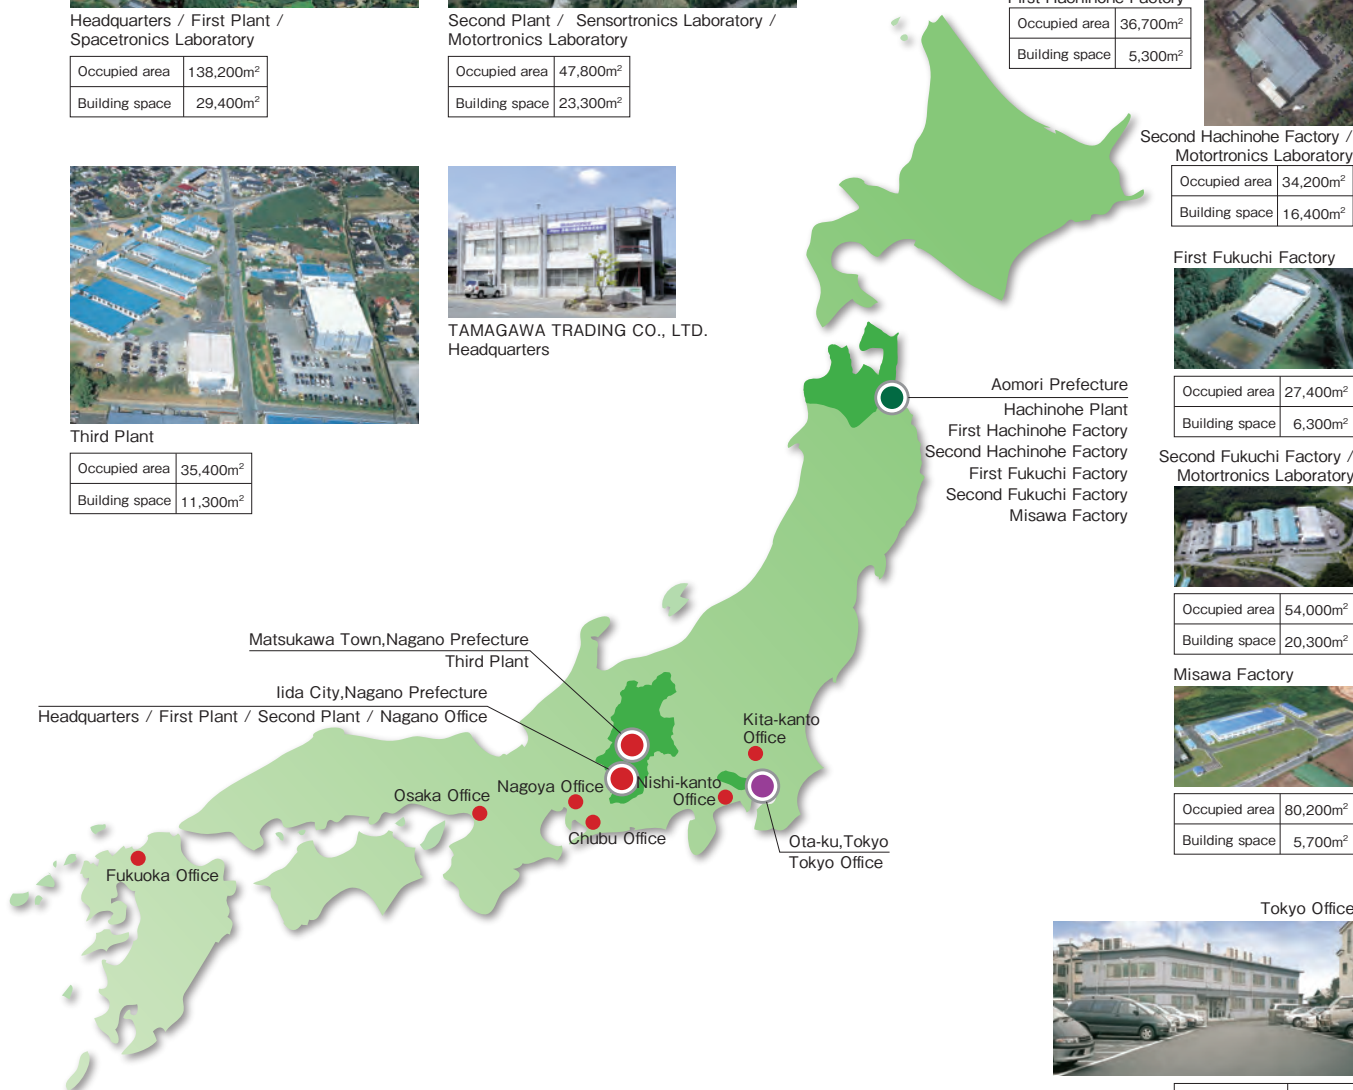 Headquarters / First Plant /
Spacetronics Laboratory
Occupied area 138,200m²
Building space 29,400m²
Second Plant / Sensortronics Laboratory /
Motortronics Laboratory
Occupied area 47,800m²
Building space 23,300m²
First Hachinohe Factory
Occupied area 36,700m²
Building space 5,300m²
Second Hachinohe Factory /
Motortronics Laboratory
Occupied area 34,200m²
Building space 16,400m²
TAMAGAWA TRADING CO., LTD.
Headquarters
Third Plant
Occupied area 35,400m²
Building space 11,300m²
First Fukuchi Factory
Occupied area 27,400m²
Building space 6,300m²
Aomori Prefecture
Hachinohe Plant
First Hachinohe Factory
Second Hachinohe Factory
First Fukuchi Factory
Second Fukuchi Factory
Misawa Factory
Second Fukuchi Factory /
Motortronics Laboratory
Occupied area 54,000m²
Building space 20,300m²
Misawa Factory
Occupied area 80,200m²
Building space 5,700m²
Matsukawa Town,Nagano Prefecture
Third Plant
Iida City,Nagano Prefecture
Headquarters / First Plant / Second Plant / Nagano Office
Kita-kanto
Office
Nishi-kanto
Office
Nagoya Office
Osaka Office
Chubu Office
Ota-ku,Tokyo
Tokyo Office
Fukuoka Office
Tokyo Office